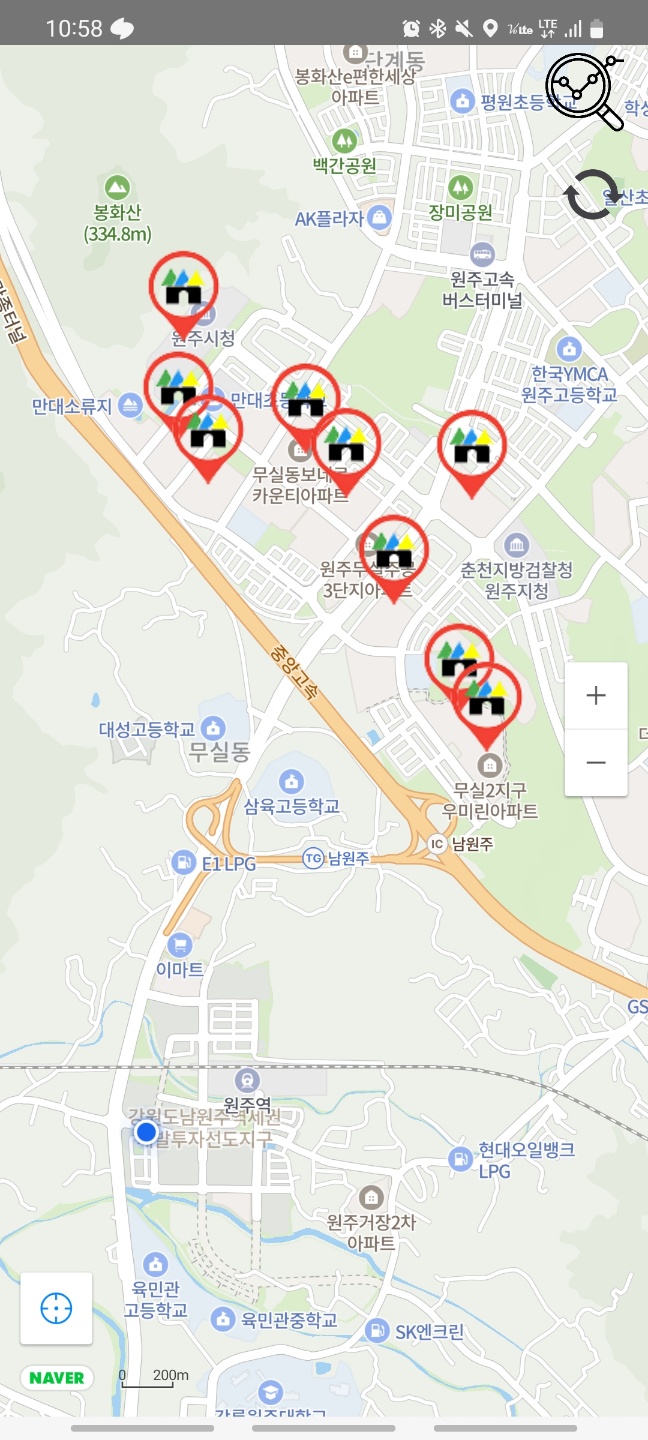 10:58
LTE
단계동
봉화산e편한세상
아파트
평원초등학교
학성
백간공원
봉화산
(334.8m)
AK플라자
장미공원
일산초
원주고속
버스터미널
만종터널
원주시청
한국YMCA
원주고등학교
만대소류지
만대초
무실동보네르
카운티아파트
원주무실주공
3단지아파트
춘천지방검찰청
원주지청
중앙고속
대성고등학교
무실동
삼육고등학교
무실2지구
우미린아파트
IC 남원주
E1 LPG
TG 남원주
이마트
GS
원주역
강원도남원주역세권
개발투자선도지구
현대오일뱅크
LPG
원주거장2차
아파트
육민관
고등학교
육민관중학교
SK엔크린
NAVER
0 200m
강릉원주대학교